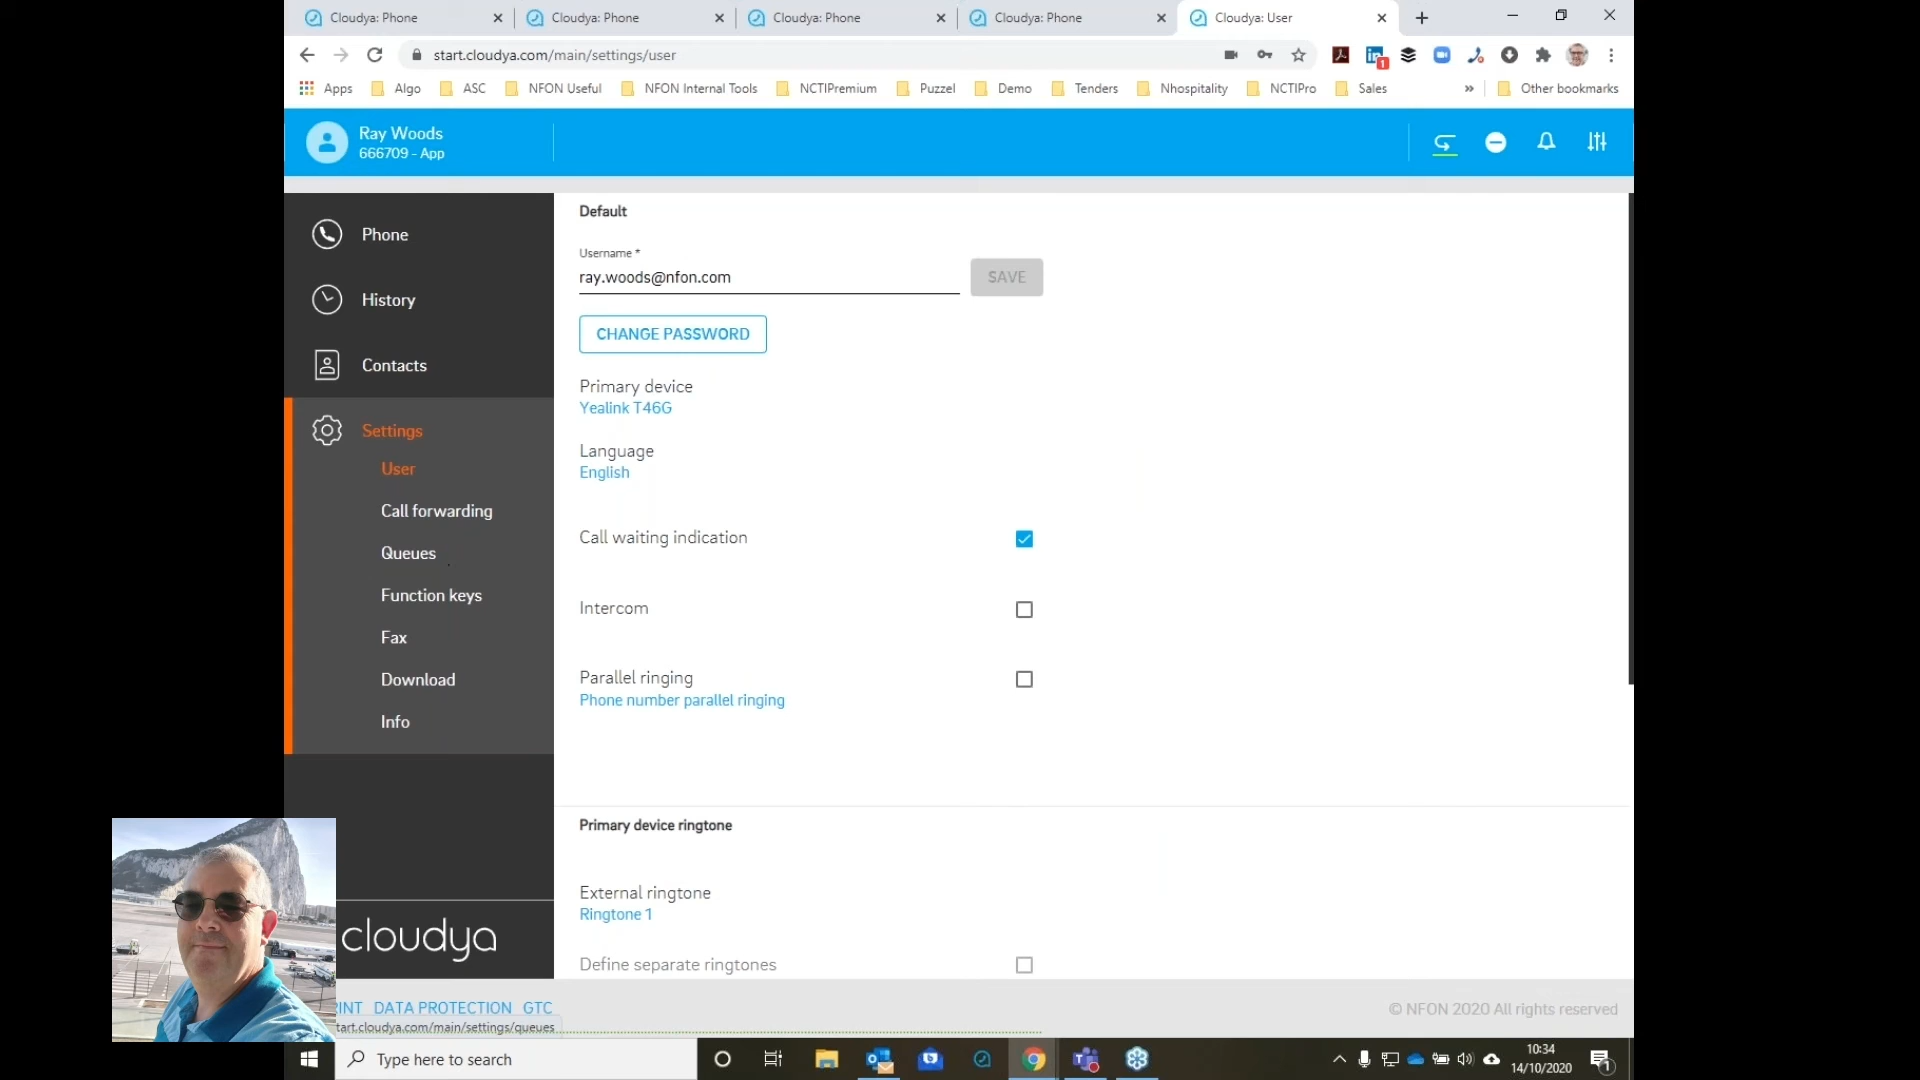 Cloudya: Phone
Cloudya: Phone
Cloudya: Phone
Cloudya: Phone
Cloudya: User
start.cloudya.com/main/settings/user
1
Apps
Algo
ASC
NFON Useful
NFON Internal Tools
NCTIPremium
Puzzel
Demo
Tenders
Nhospitality
NCTIPro
Sales
»
Other bookmarks
Ray Woods
666709 - App
Phone
History
Contacts
Settings
User
Call forwarding
Queues
Function keys
Fax
Download
Info
cloudya
Default
Username *
ray.woods@nfon.com
SAVE
CHANGE PASSWORD
Primary device
Yealink T46G
Language
English
Call waiting indication
Intercom
Parallel ringing
Phone number parallel ringing
Primary device ringtone
External ringtone
Ringtone 1
Define separate ringtones
RINT DATA PROTECTION GTC
© NFON 2020 All rights reserved
tart.cloudya.com/main/settings/queues
Type here to search
10:34
14/10/2020
1